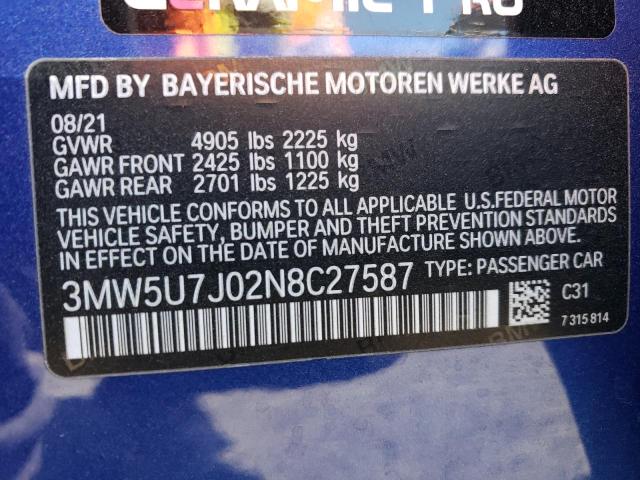 CERAMIC PRO
MFD BY BAYERISCHE MOTOREN WERKE AG
08/21
GVWR 4905 lbs 2225 kg
GAWR FRONT 2425 lbs 1100 kg
GAWR REAR 2701 lbs 1225 kg
THIS VEHICLE CONFORMS TO ALL APPLICABLE U.S.FEDERAL MOTOR
VEHICLE SAFETY, BUMPER AND THEFT PREVENTION STANDARDS
IN EFFECT ON THE DATE OF MANUFACTURE SHOWN ABOVE.
3MW5U7J02N8C27587 TYPE: PASSENGER CAR
C31
7 315 814